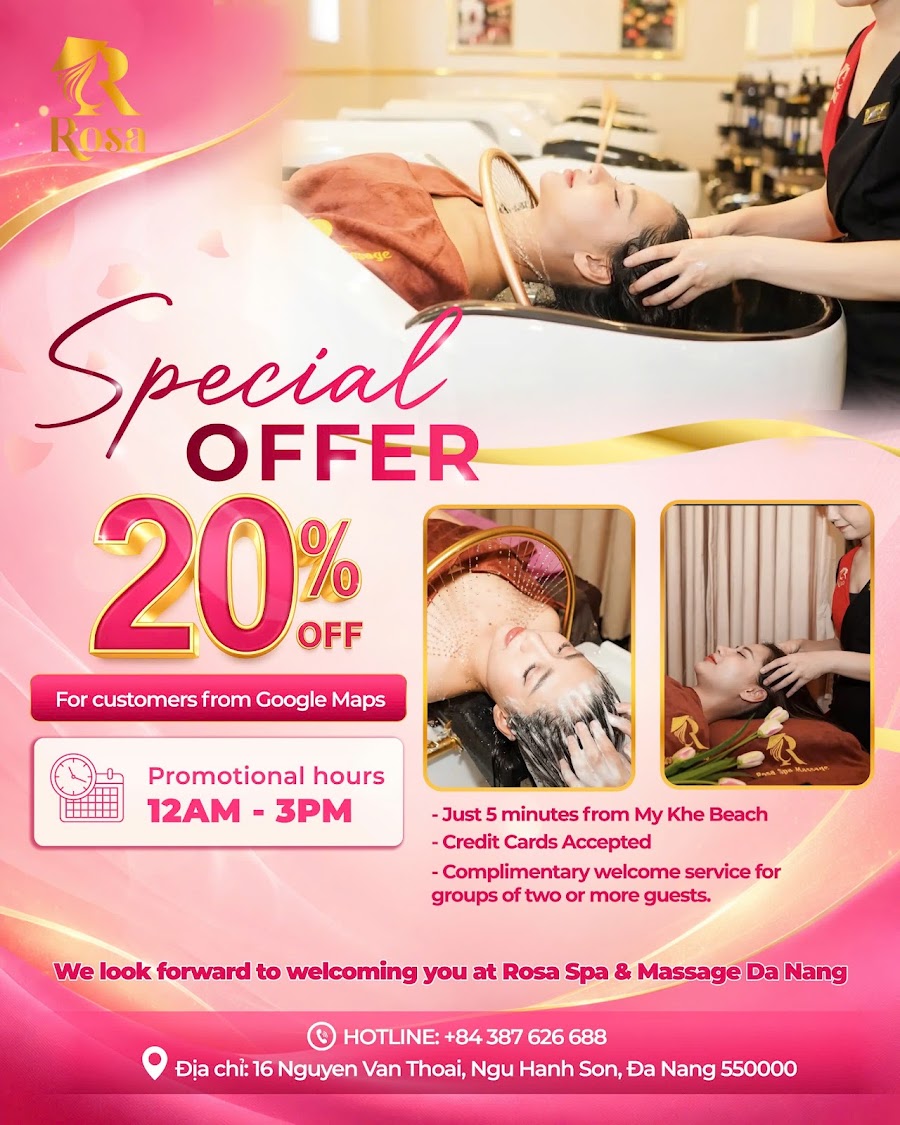 R
Rosa
Special
OFFER
20%
OFF
For customers from Google Maps
Promotional hours
12AM - 3PM
- Just 5 minutes from My Khe Beach
- Credit Cards Accepted
- Complimentary welcome service for
groups of two or more guests.
Rosa Spa Massage
We look forward to welcoming you at Rosa Spa & Massage Da Nang
HOTLINE: +84 387 626 688
Địa chỉ: 16 Nguyen Van Thoai, Ngu Hanh Son, Đa Nang 550000